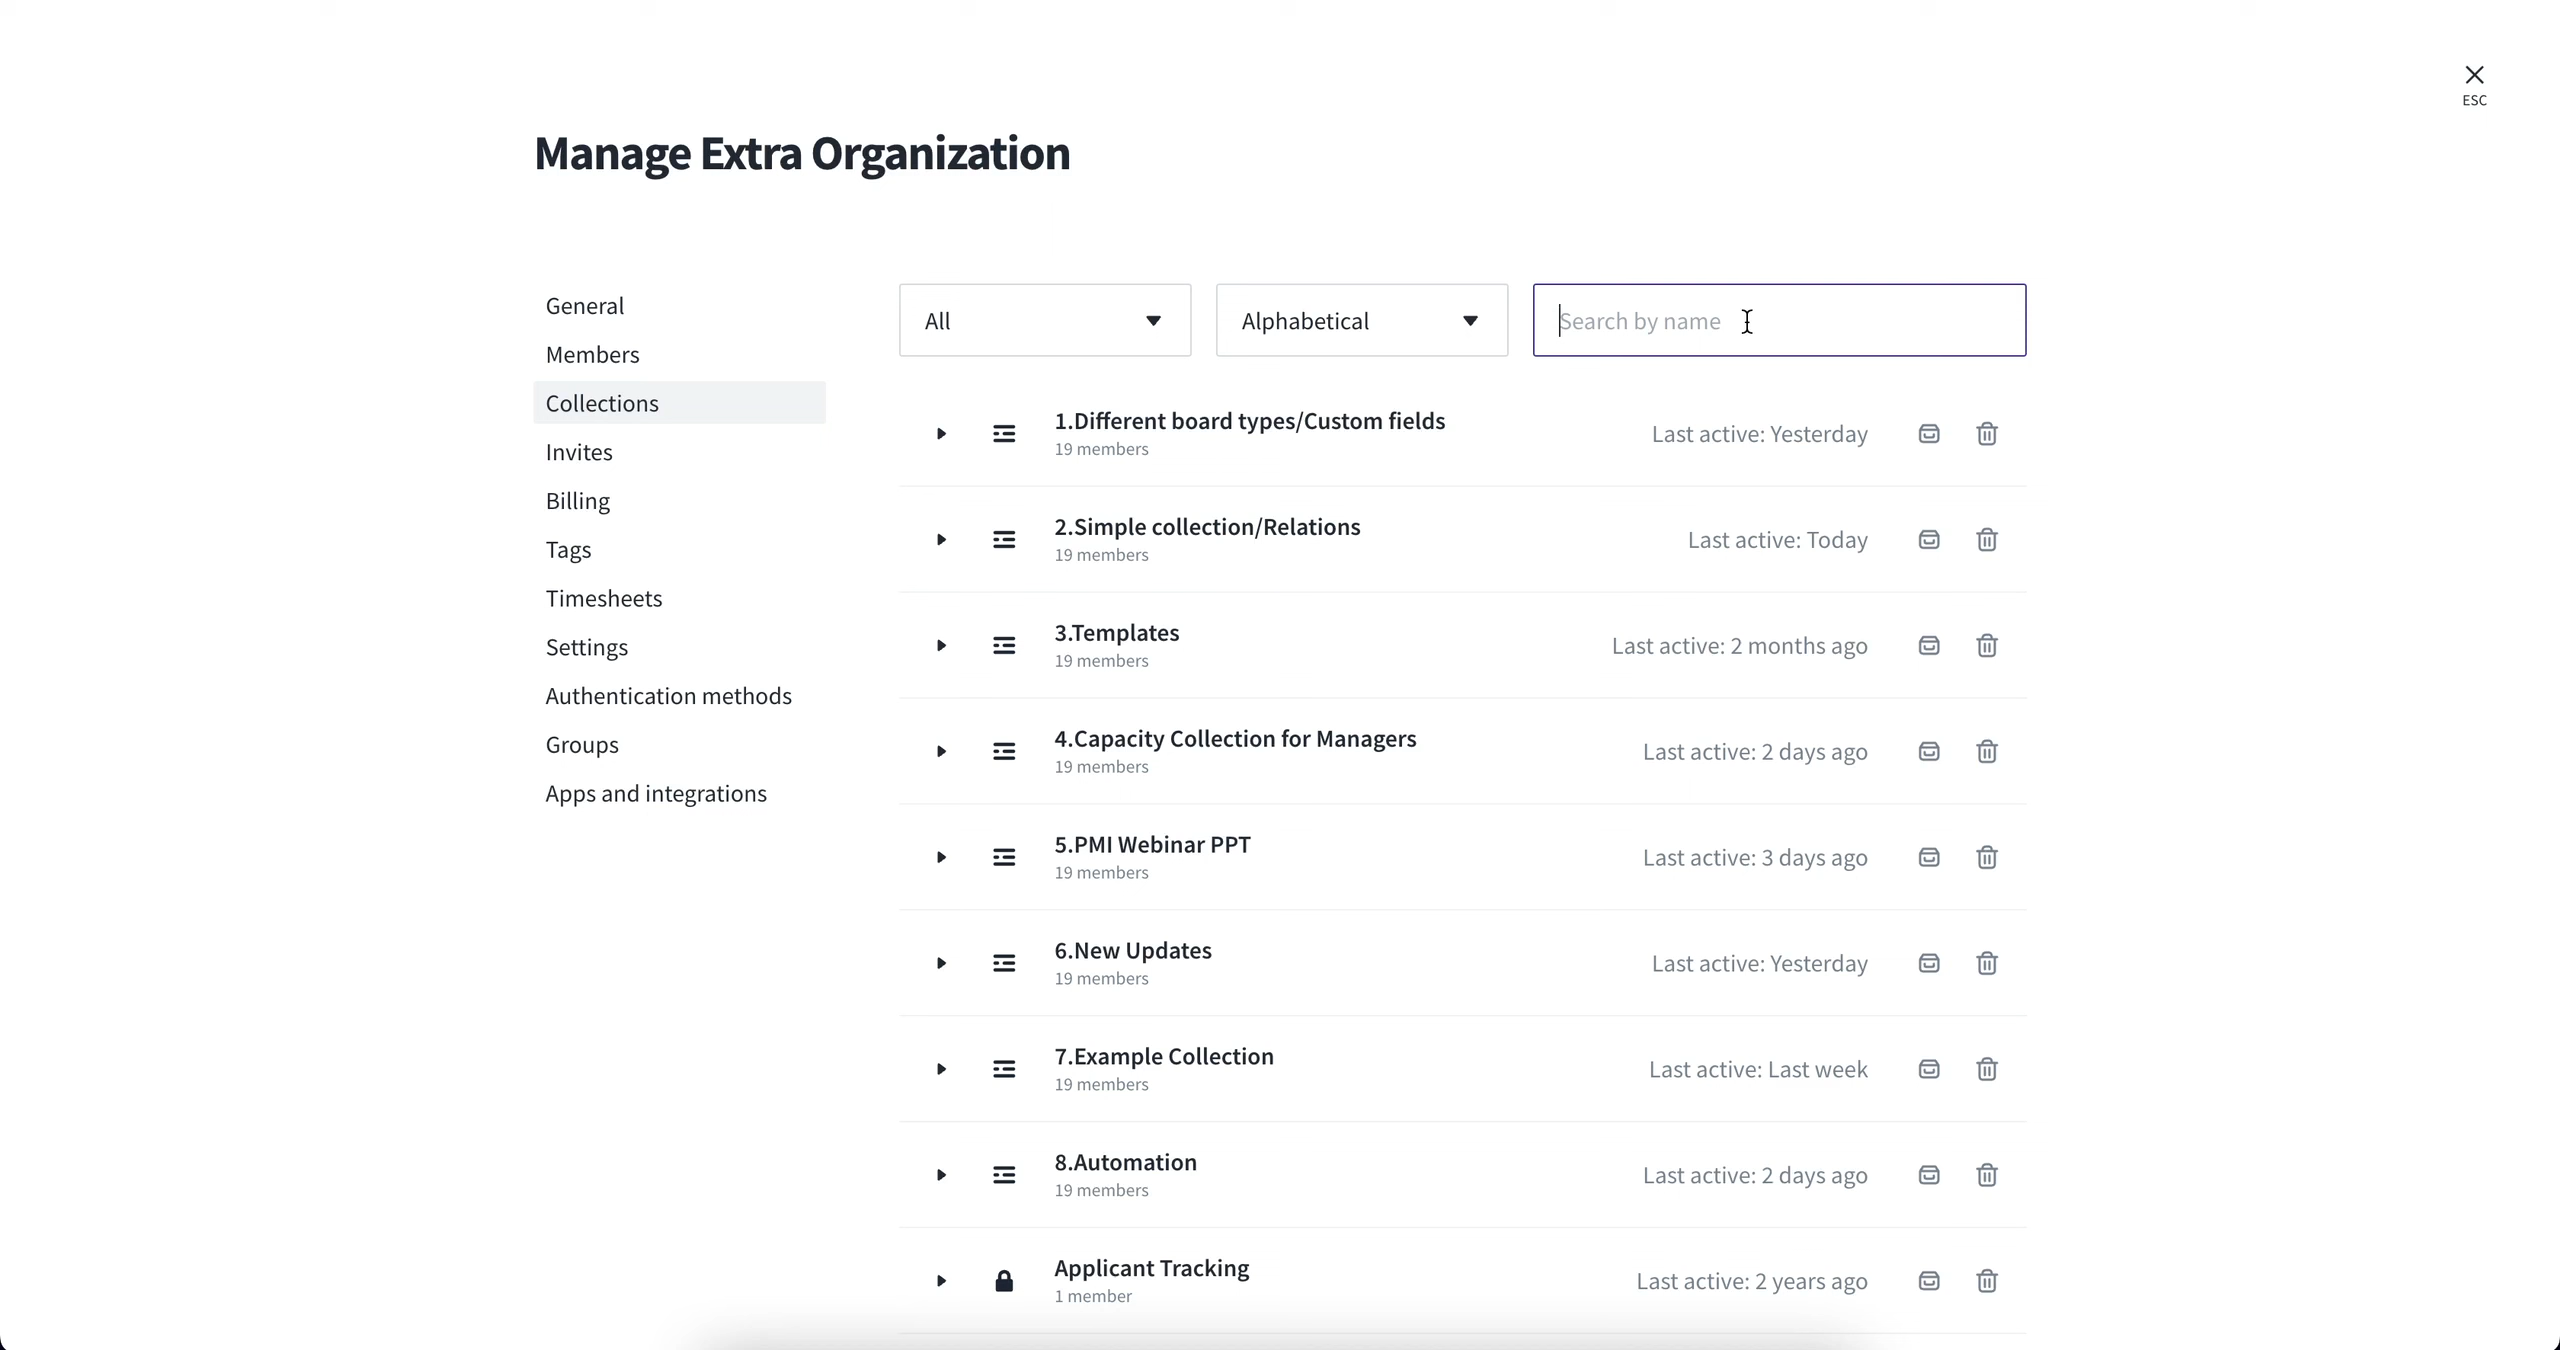 ESC
Manage Extra Organization
General
Members
Collections
Invites
Billing
Tags
Timesheets
Settings
Authentication methods
Groups
Apps and integrations
All
Alphabetical
Search by name
1.Different board types/Custom fields
19 members
Last active: Yesterday
2.Simple collection/Relations
19 members
Last active: Today
3.Templates
19 members
Last active: 2 months ago
4.Capacity Collection for Managers
19 members
Last active: 2 days ago
5.PMI Webinar PPT
19 members
Last active: 3 days ago
6.New Updates
19 members
Last active: Yesterday
7.Example Collection
19 members
Last active: Last week
8.Automation
19 members
Last active: 2 days ago
Applicant Tracking
1 member
Last active: 2 years ago